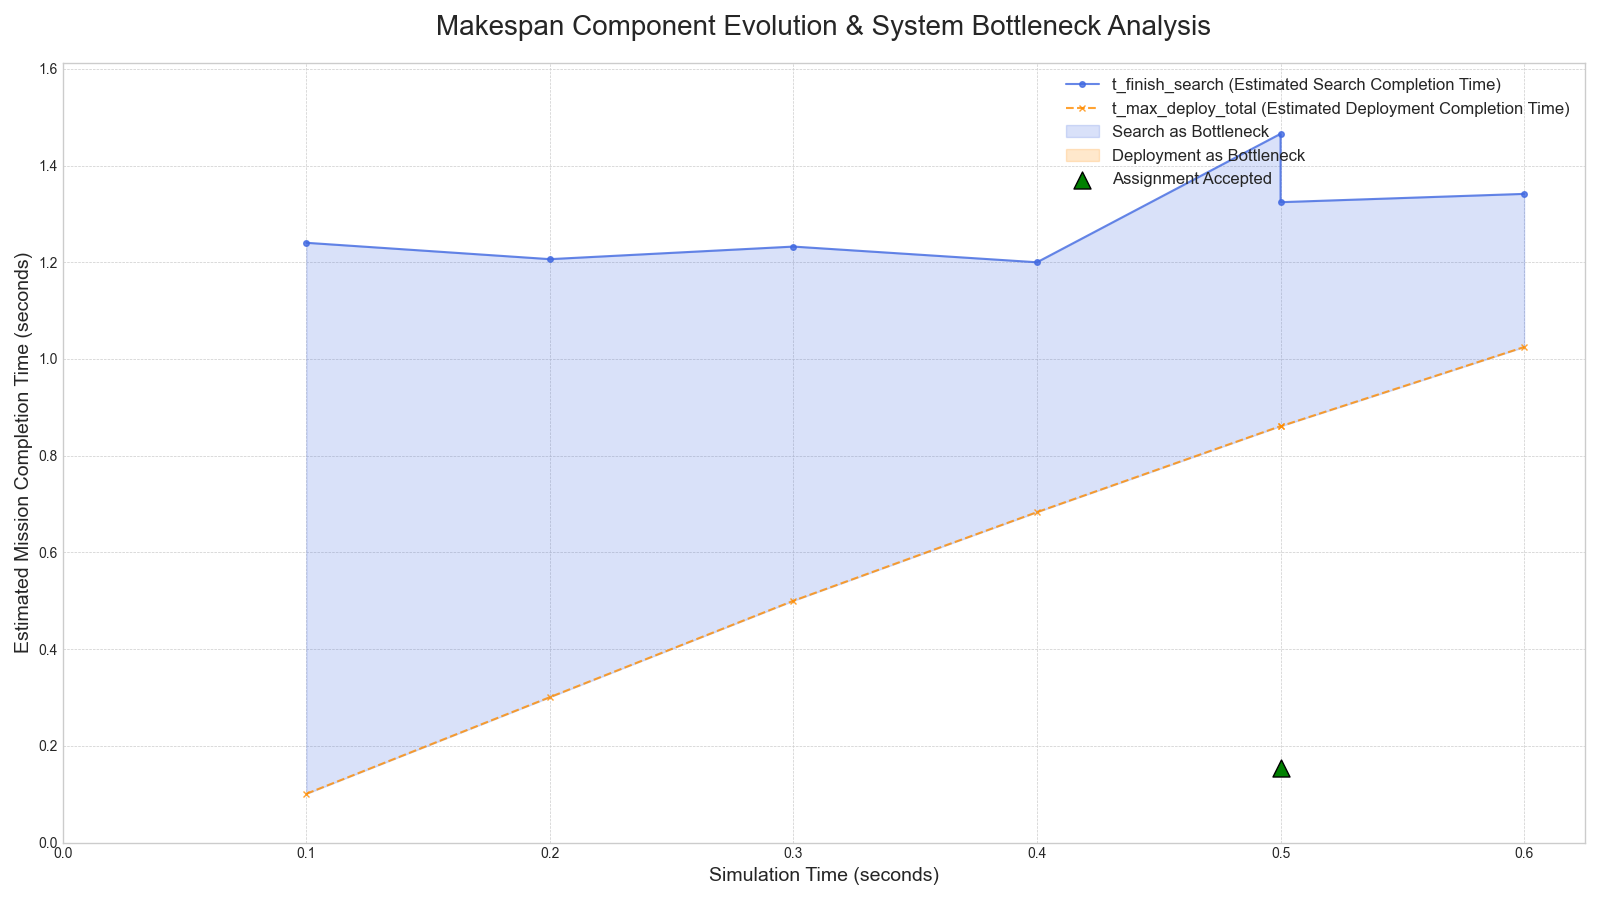 Makespan Component Evolution & System Bottleneck Analysis
t_finish_search (Estimated Search Completion Time)
t_max_deploy_total (Estimated Deployment Completion Time)
Search as Bottleneck
Deployment as Bottleneck
Assignment Accepted
Estimated Mission Completion Time (seconds)
1.6
1.4
1.2
1.0
0.8
0.6
0.4
0.2
0.0
0.0 0.1 0.2 0.3 0.4 0.5 0.6
Simulation Time (seconds)